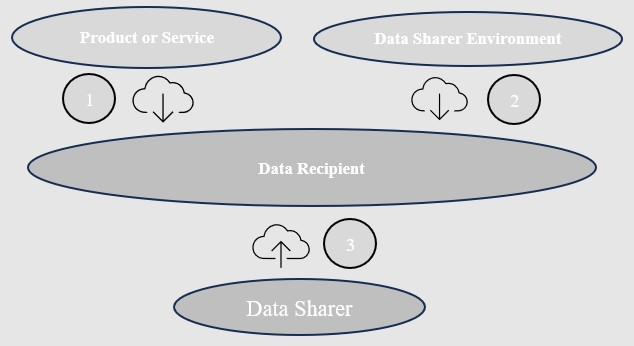 Product or Service
Data Sharer Environment
1
2
Data Recipient
3
Data Sharer